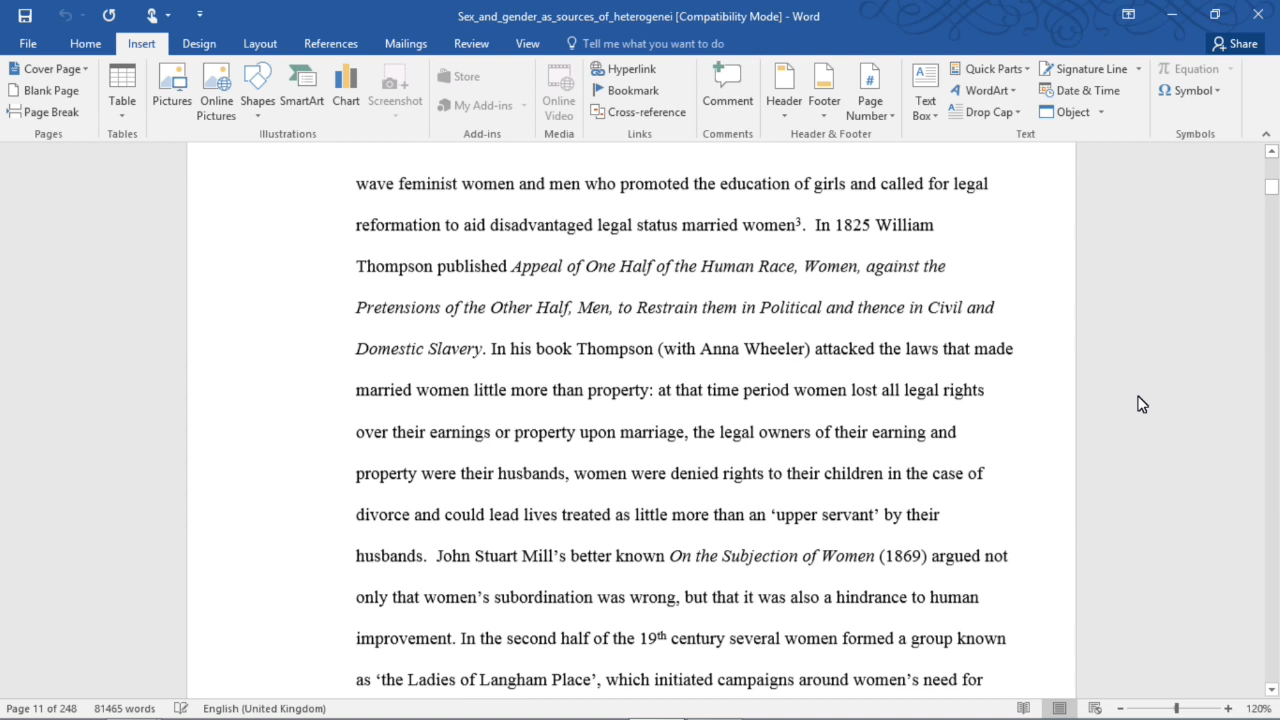 Sex_and_gender_as_sources_of_heterogenei [Compatibility Mode] - Word
File Home Insert Design Layout References Mailings Review View Tell me what you want to do Share
Cover Page
Blank Page
Page Break
Pages
Table
Tables
Pictures
Online Pictures
Shapes
SmartArt
Chart
Screenshot
Illustrations
Store
My Add-ins
Add-ins
Online Video
Media
Hyperlink
Bookmark
Cross-reference
Links
Comment
Comments
Header
Footer
Page Number
Header & Footer
Text Box
Quick Parts
WordArt
Drop Cap
Signature Line
Date & Time
Object
Text
Equation
Symbol
Symbols
wave feminist women and men who promoted the education of girls and called for legal
reformation to aid disadvantaged legal status married women³. In 1825 William
Thompson published Appeal of One Half of the Human Race, Women, against the
Pretensions of the Other Half, Men, to Restrain them in Political and thence in Civil and
Domestic Slavery. In his book Thompson (with Anna Wheeler) attacked the laws that made
married women little more than property: at that time period women lost all legal rights
over their earnings or property upon marriage, the legal owners of their earning and
property were their husbands, women were denied rights to their children in the case of
divorce and could lead lives treated as little more than an ‘upper servant’ by their
husbands. John Stuart Mill’s better known On the Subjection of Women (1869) argued not
only that women’s subordination was wrong, but that it was also a hindrance to human
improvement. In the second half of the 19th century several women formed a group known
as ‘the Ladies of Langham Place’, which initiated campaigns around women’s need for
Page 11 of 248 81465 words English (United Kingdom) 120%